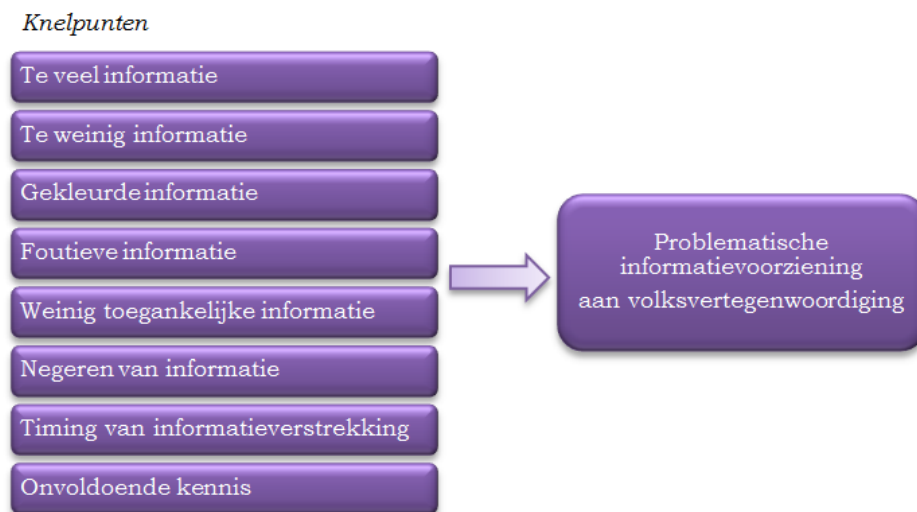 Knelpunten
Te veel informatie
Te weinig informatie
Gekleurde informatie
Foutieve informatie
Weinig toegankelijke informatie
Negeren van informatie
Timing van informatieverstrekking
Onvoldoende kennis
Problematische
informatievoorziening
aan volksvertegenwoordiging